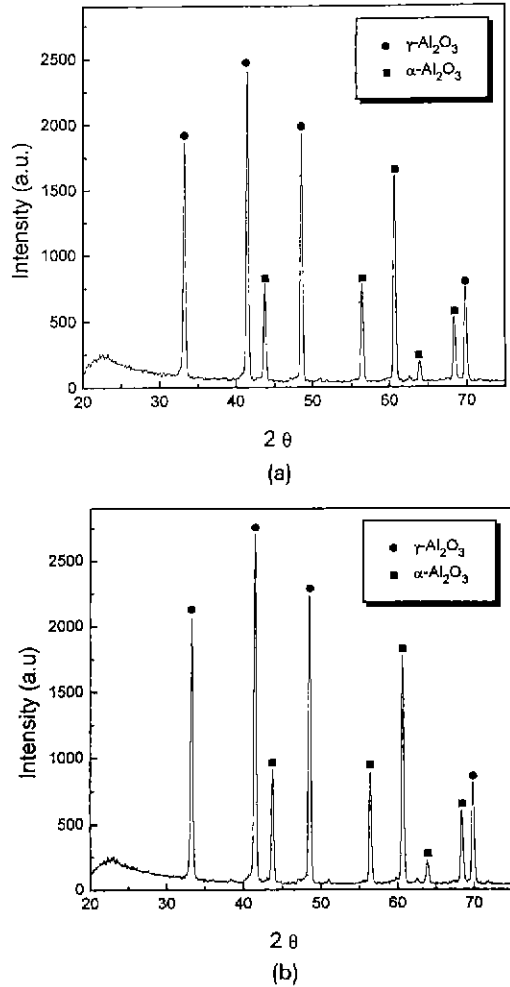 ● γ-Al₂O₃
■ α-Al₂O₃
Intensity (a.u.)
2500
2000
1500
1000
500
0
20 30 40 50 60 70
2 θ
(a)
● γ-Al₂O₃
■ α-Al₂O₃
Intensity (a.u)
2500
2000
1500
1000
500
0
20 30 40 50 60 70
2 θ
(b)